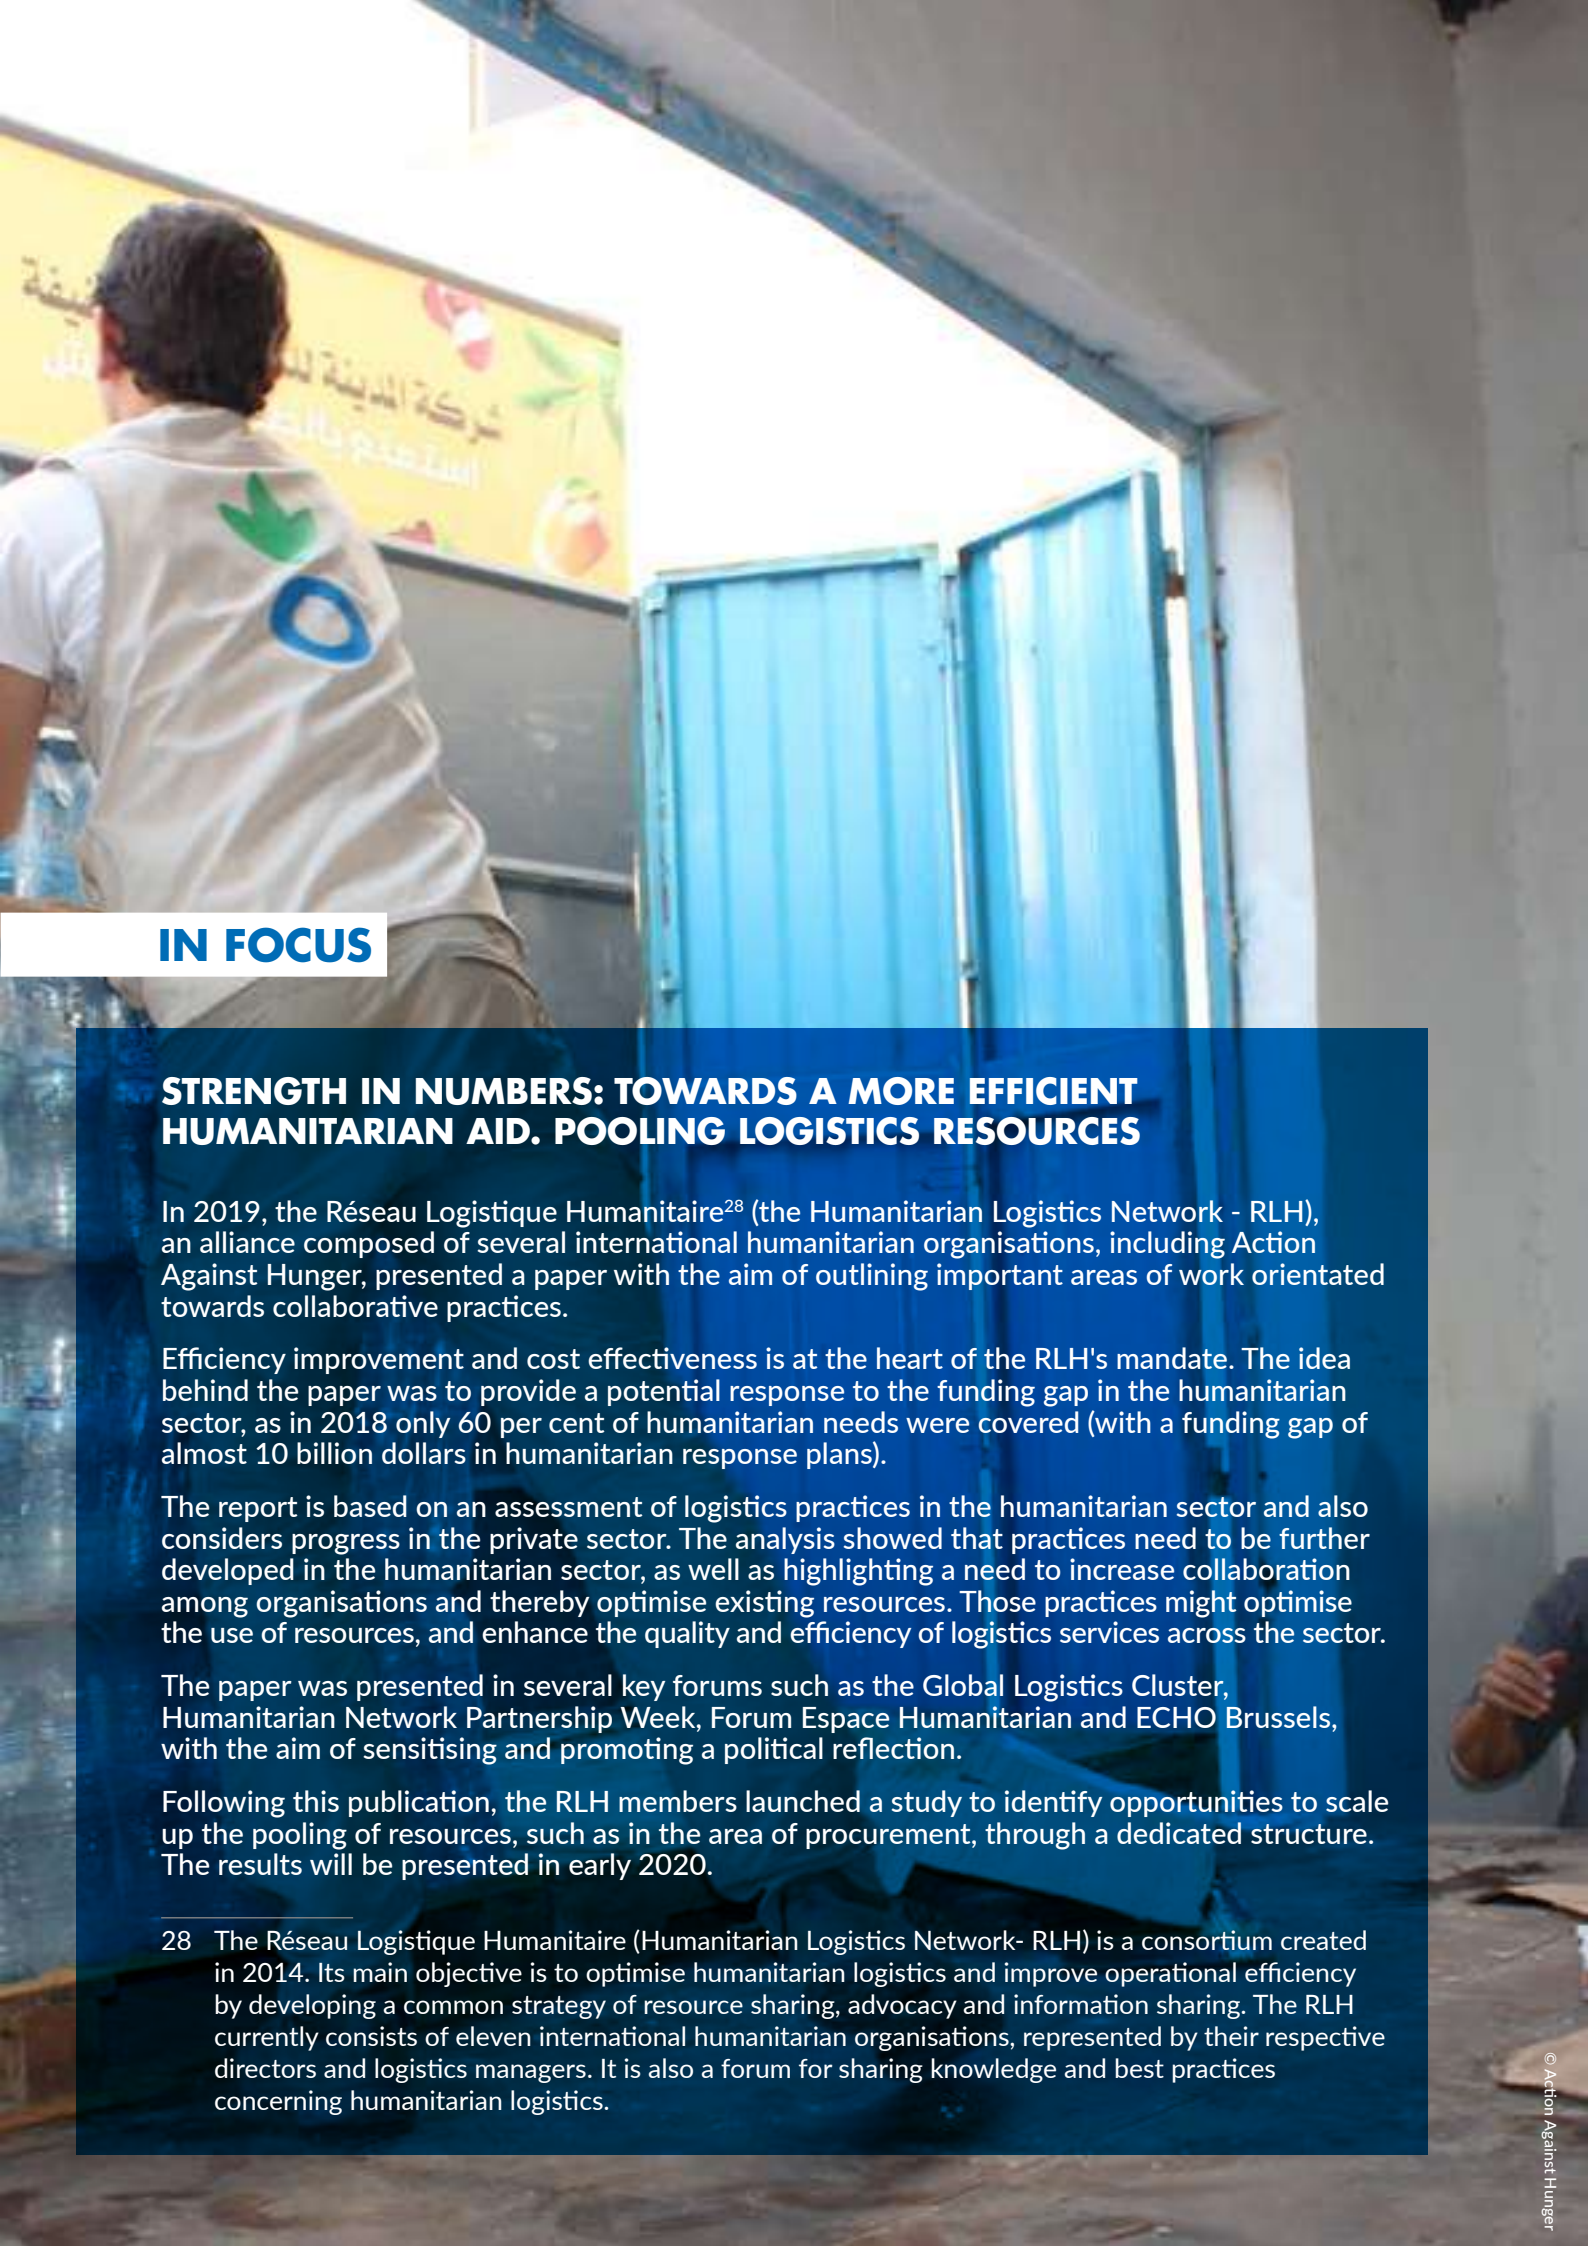 شركة المدينة
IN FOCUS
STRENGTH IN NUMBERS: TOWARDS A MORE EFFICIENT
HUMANITARIAN AID. POOLING LOGISTICS RESOURCES
In 2019, the Réseau Logistique Humanitaire28 (the Humanitarian Logistics Network - RLH),
an alliance composed of several international humanitarian organisations, including Action
Against Hunger, presented a paper with the aim of outlining important areas of work orientated
towards collaborative practices.
Efficiency improvement and cost effectiveness is at the heart of the RLH's mandate. The idea
behind the paper was to provide a potential response to the funding gap in the humanitarian
sector, as in 2018 only 60 per cent of humanitarian needs were covered (with a funding gap of
almost 10 billion dollars in humanitarian response plans).
The report is based on an assessment of logistics practices in the humanitarian sector and also
considers progress in the private sector. The analysis showed that practices need to be further
developed in the humanitarian sector, as well as highlighting a need to increase collaboration
among organisations and thereby optimise existing resources. Those practices might optimise
the use of resources, and enhance the quality and efficiency of logistics services across the sector.
The paper was presented in several key forums such as the Global Logistics Cluster,
Humanitarian Network Partnership Week, Forum Espace Humanitarian and ECHO Brussels,
with the aim of sensitising and promoting a political reflection.
Following this publication, the RLH members launched a study to identify opportunities to scale
up the pooling of resources, such as in the area of procurement, through a dedicated structure.
The results will be presented in early 2020.
28 The Réseau Logistique Humanitaire (Humanitarian Logistics Network- RLH) is a consortium created
in 2014. Its main objective is to optimise humanitarian logistics and improve operational efficiency
by developing a common strategy of resource sharing, advocacy and information sharing. The RLH
currently consists of eleven international humanitarian organisations, represented by their respective
directors and logistics managers. It is also a forum for sharing knowledge and best practices
concerning humanitarian logistics.
© Action Against Hunger